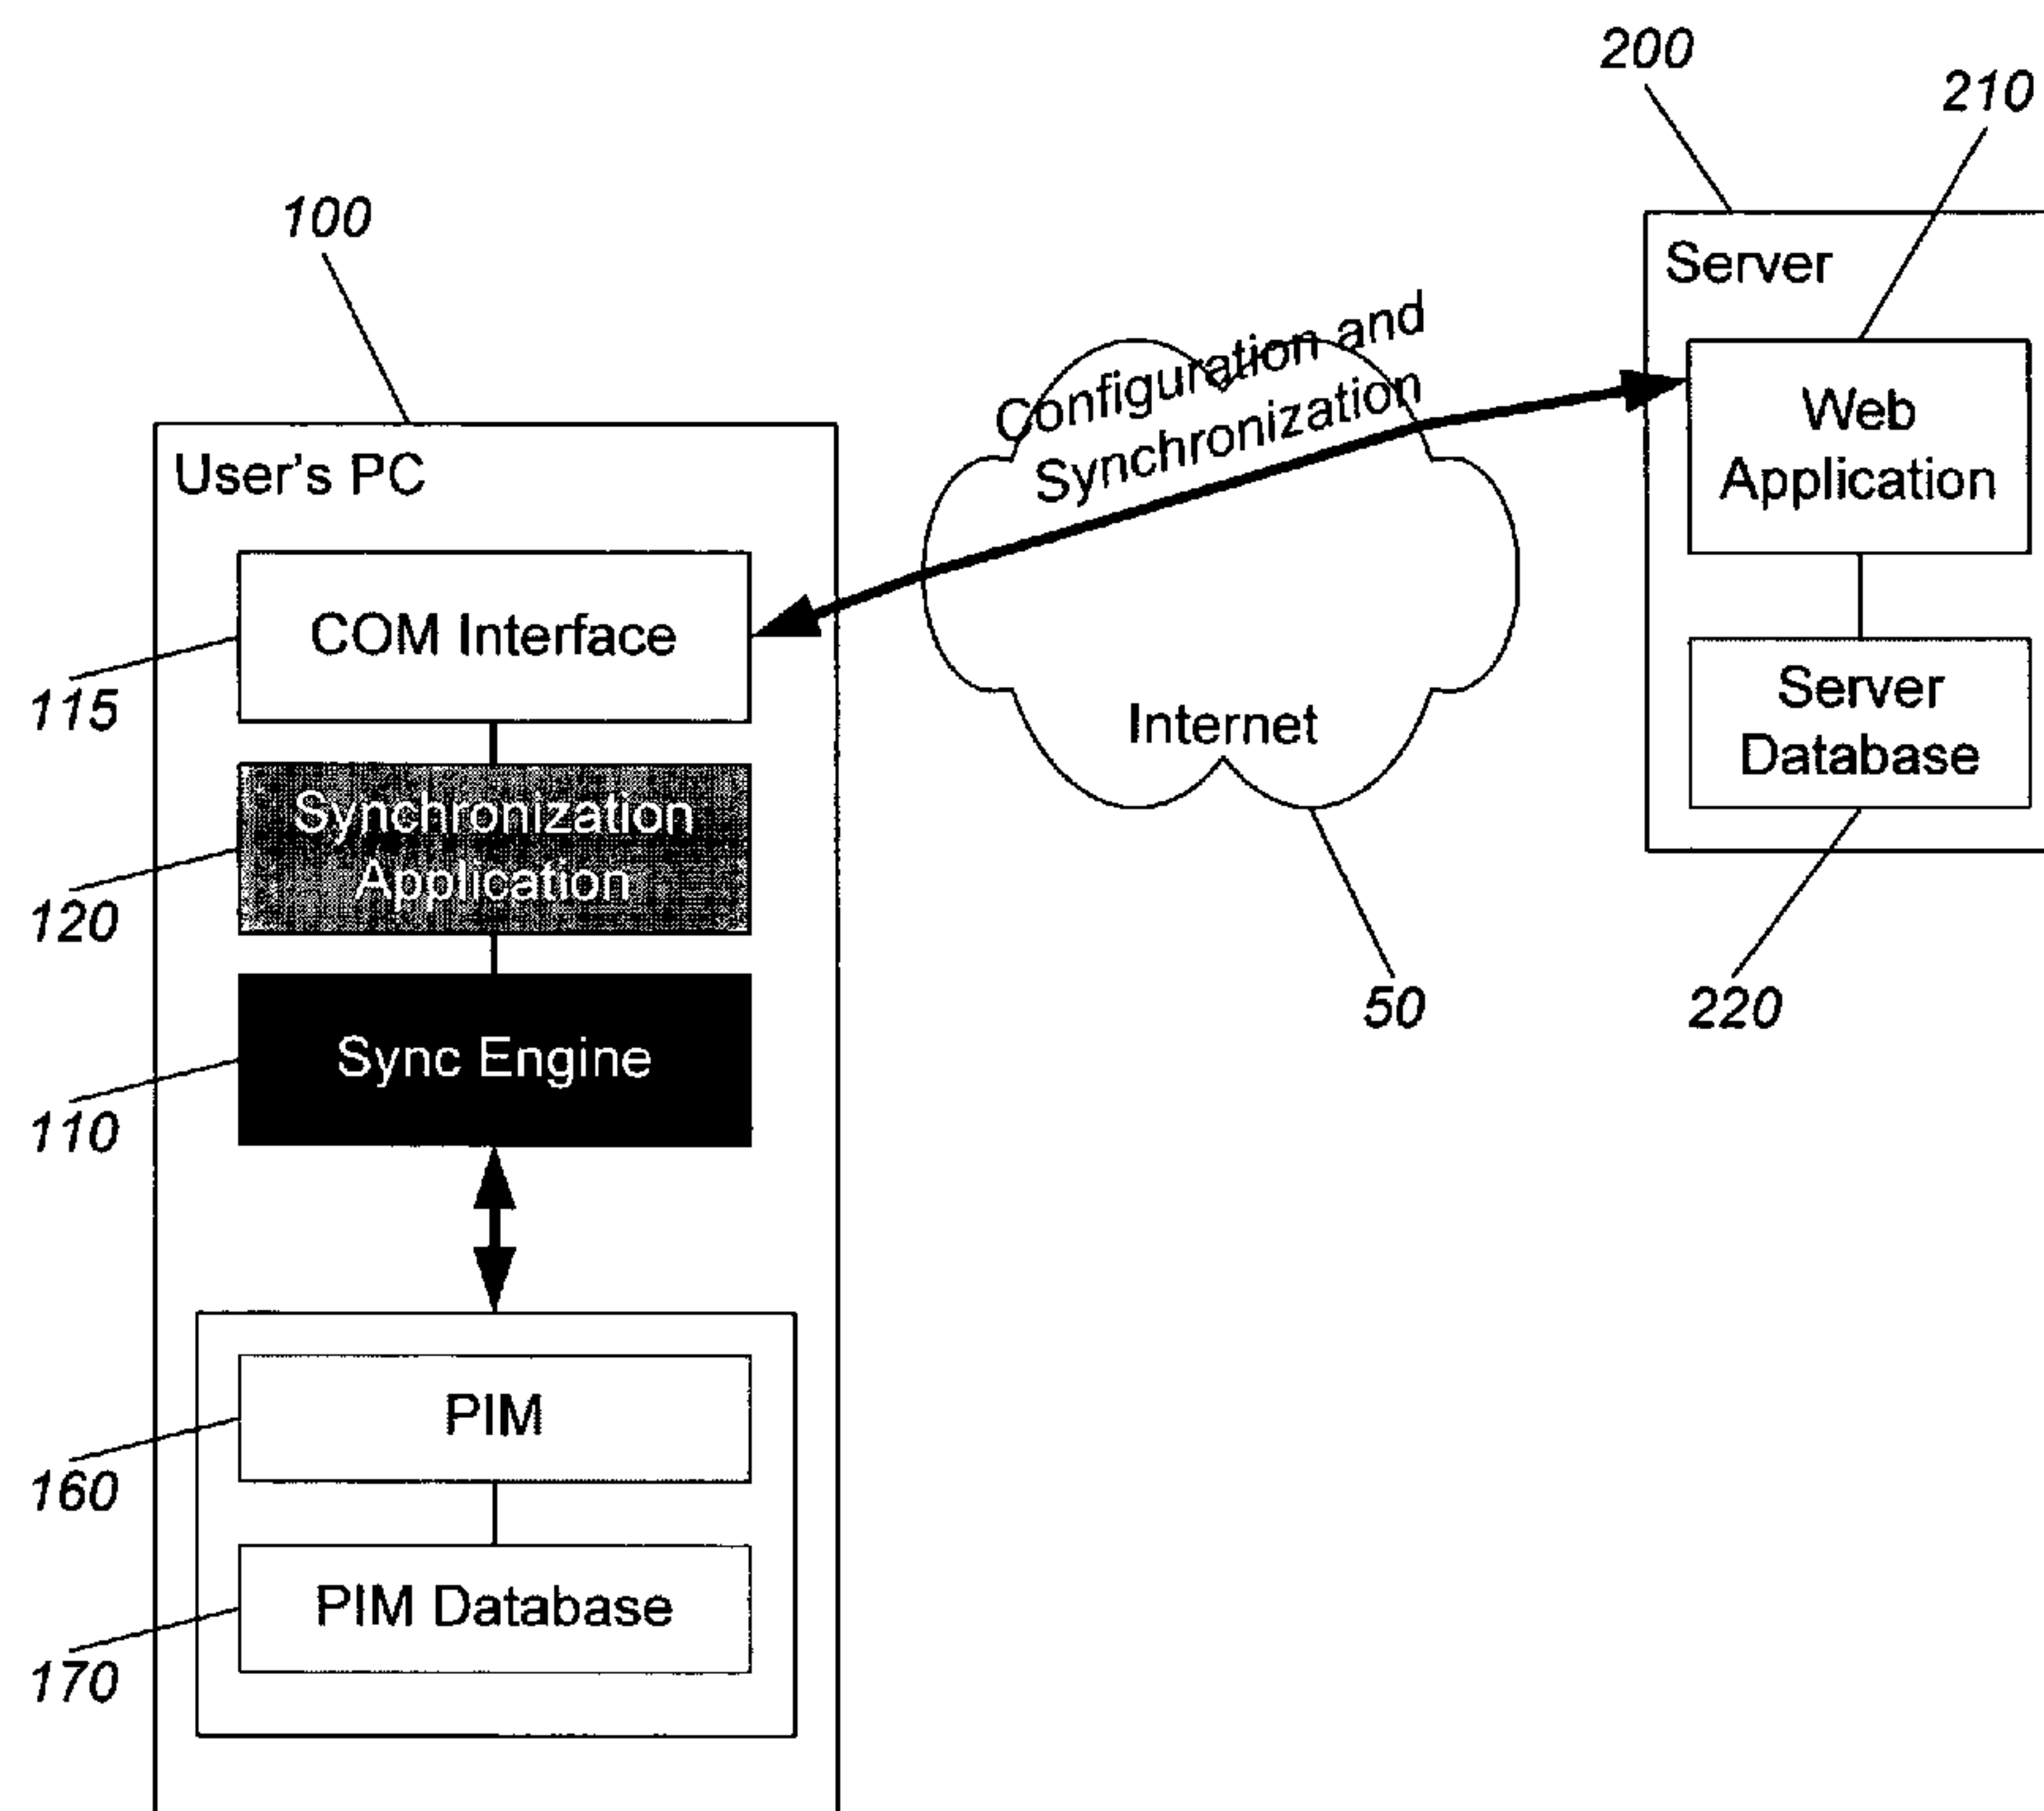 200
210
100
Server
Configuration and
Synchronization
Web
Application
User's PC
COM Interface
115
Server
Database
Internet
Synchronization
Application
120
50
220
Sync Engine
110
PIM
160
PIM Database
170